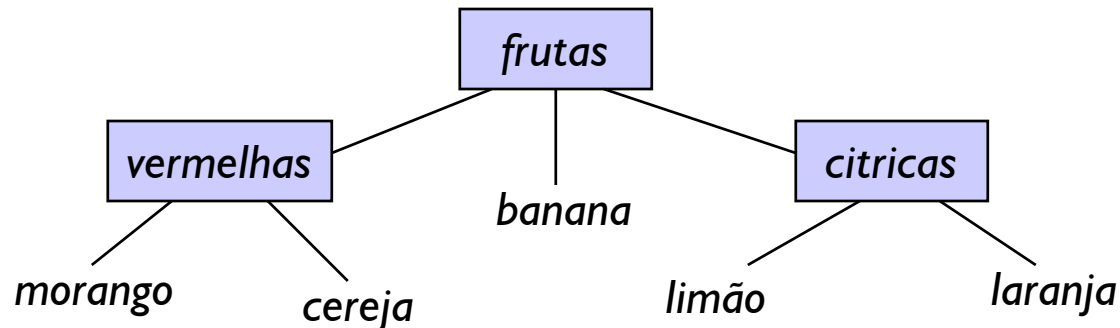 frutas
vermelhas
citricas
banana
morango
cereja
limão
laranja